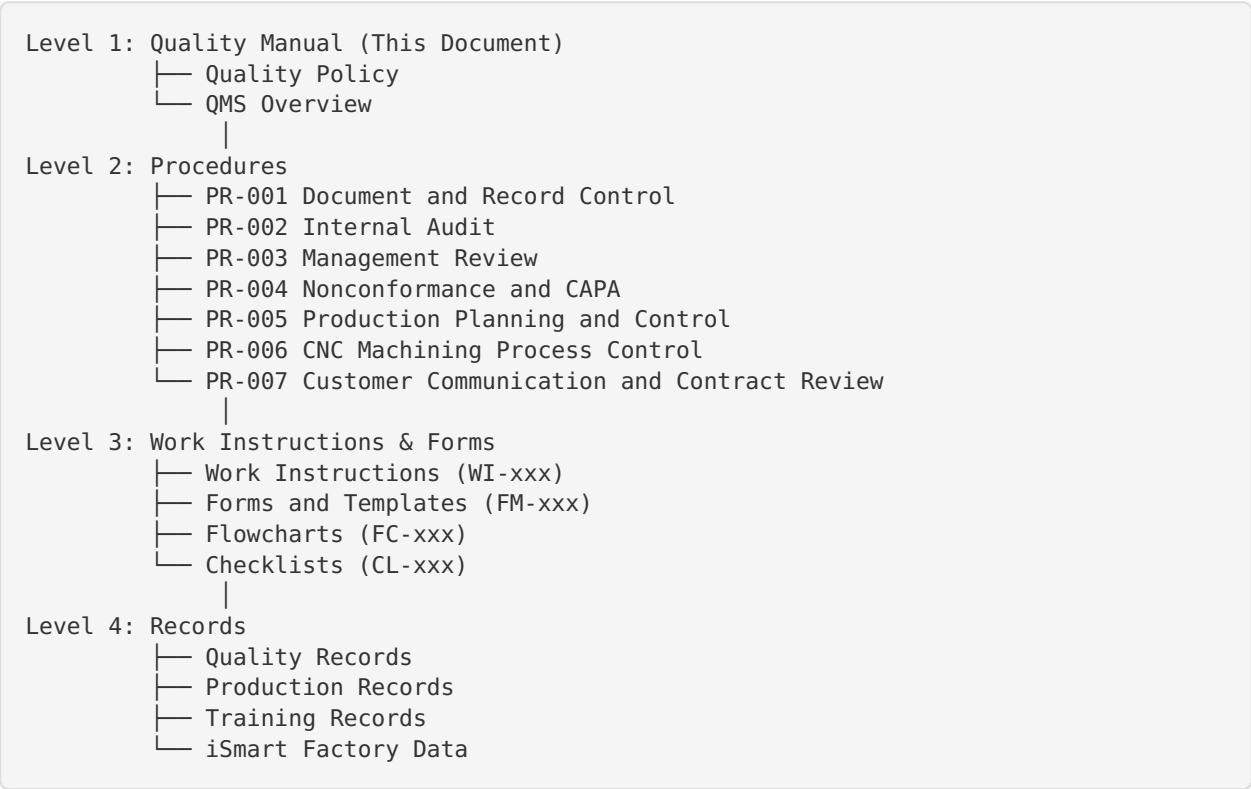 Level 1: Quality Manual (This Document)
         ├── Quality Policy
         └── QMS Overview
              │
Level 2: Procedures
         ├── PR-001 Document and Record Control
         ├── PR-002 Internal Audit
         ├── PR-003 Management Review
         ├── PR-004 Nonconformance and CAPA
         ├── PR-005 Production Planning and Control
         ├── PR-006 CNC Machining Process Control
         └── PR-007 Customer Communication and Contract Review
              │
Level 3: Work Instructions & Forms
         ├── Work Instructions (WI-xxx)
         ├── Forms and Templates (FM-xxx)
         ├── Flowcharts (FC-xxx)
         └── Checklists (CL-xxx)
              │
Level 4: Records
         ├── Quality Records
         ├── Production Records
         ├── Training Records
         └── iSmart Factory Data